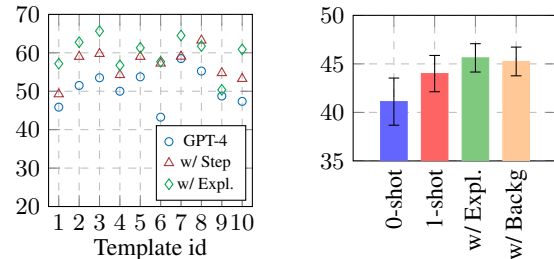 70
60
50
40
30
20
GPT-4
w/ Step
w/ Expl.
1 2 3 4 5 6 7 8 9 10
Template id
50
45
40
35
0-shot
1-shot
w/ Expl.
w/ Backg